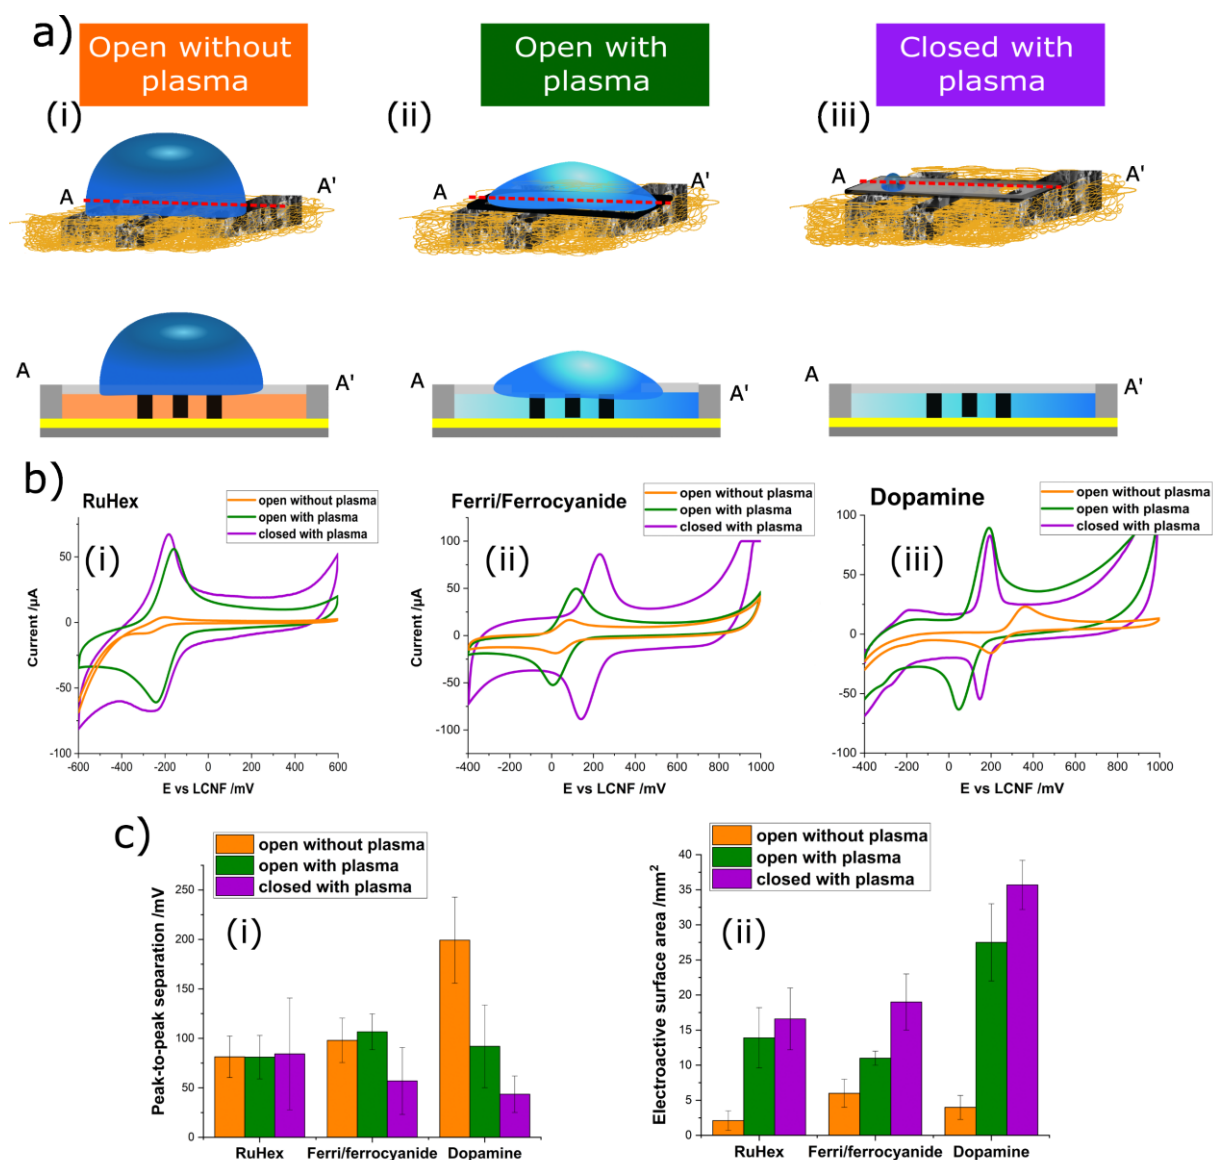 a)
Open without
plasma
Open with
plasma
Closed with
plasma
(i)
(ii)
(iii)
A
A'
A
A'
A
A'
A
A'
A
A'
A
A'
b)
RuHex
open without plasma
open with plasma
closed with plasma
(i)
Current /µA
50
0
-50
-100
-600
-400
-200
0
200
400
600
E vs LCNF /mV
Ferri/Ferrocyanide
open without plasma
open with plasma
closed with plasma
(ii)
Current /µA
100
50
0
-50
-100
-400
-200
0
200
400
600
800
1000
E vs LCNF /mV
Dopamine
open without plasma
open with plasma
closed with plasma
(iii)
Current /µA
100
50
0
-50
-100
-400
-200
0
200
400
600
800
1000
E vs LCNF /mV
c)
open without plasma
open with plasma
closed with plasma
(i)
Peak-to-peak separation /mV
250
200
150
100
50
0
RuHex
Ferri/ferrocyanide
Dopamine
open without plasma
open with plasma
closed with plasma
(ii)
Electroactive surface area /mm²
40
35
30
25
20
15
10
5
0
RuHex
Ferri/ferrocyanide
Dopamine